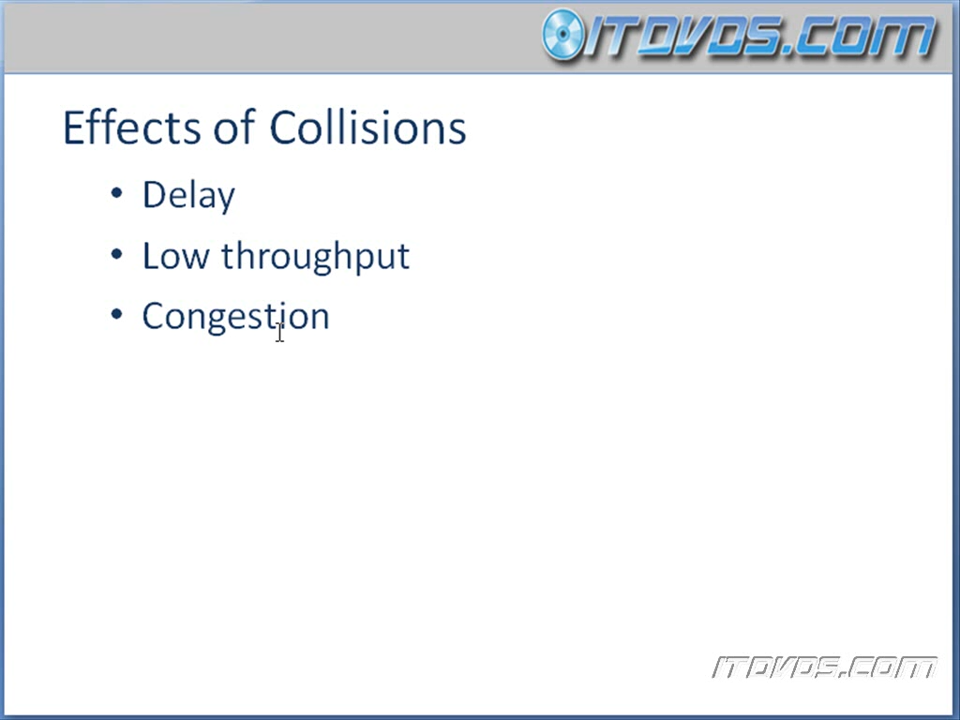 ITDVDS.com
Effects of Collisions
• Delay
• Low throughput
• Congestion
ITDVDS.com